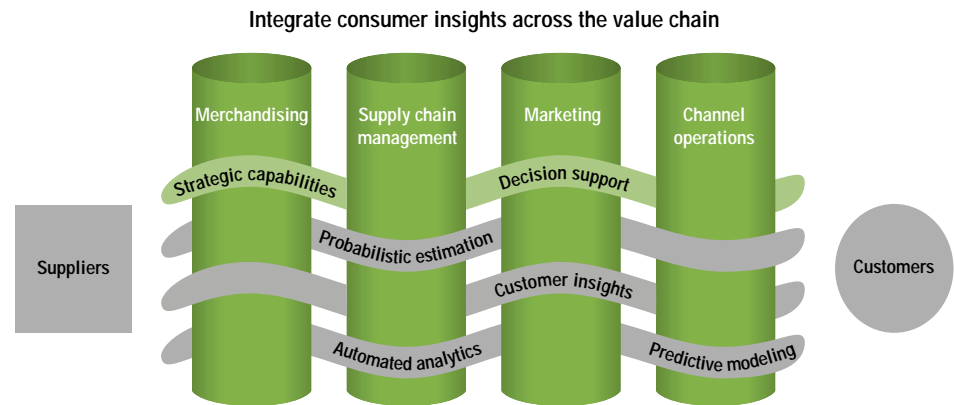 Integrate consumer insights across the value chain
Merchandising
Supply chain
management
Marketing
Channel
operations
Strategic capabilities
Decision support
Probabilistic estimation
Suppliers
Customers
Customer insights
Automated analytics
Predictive modeling